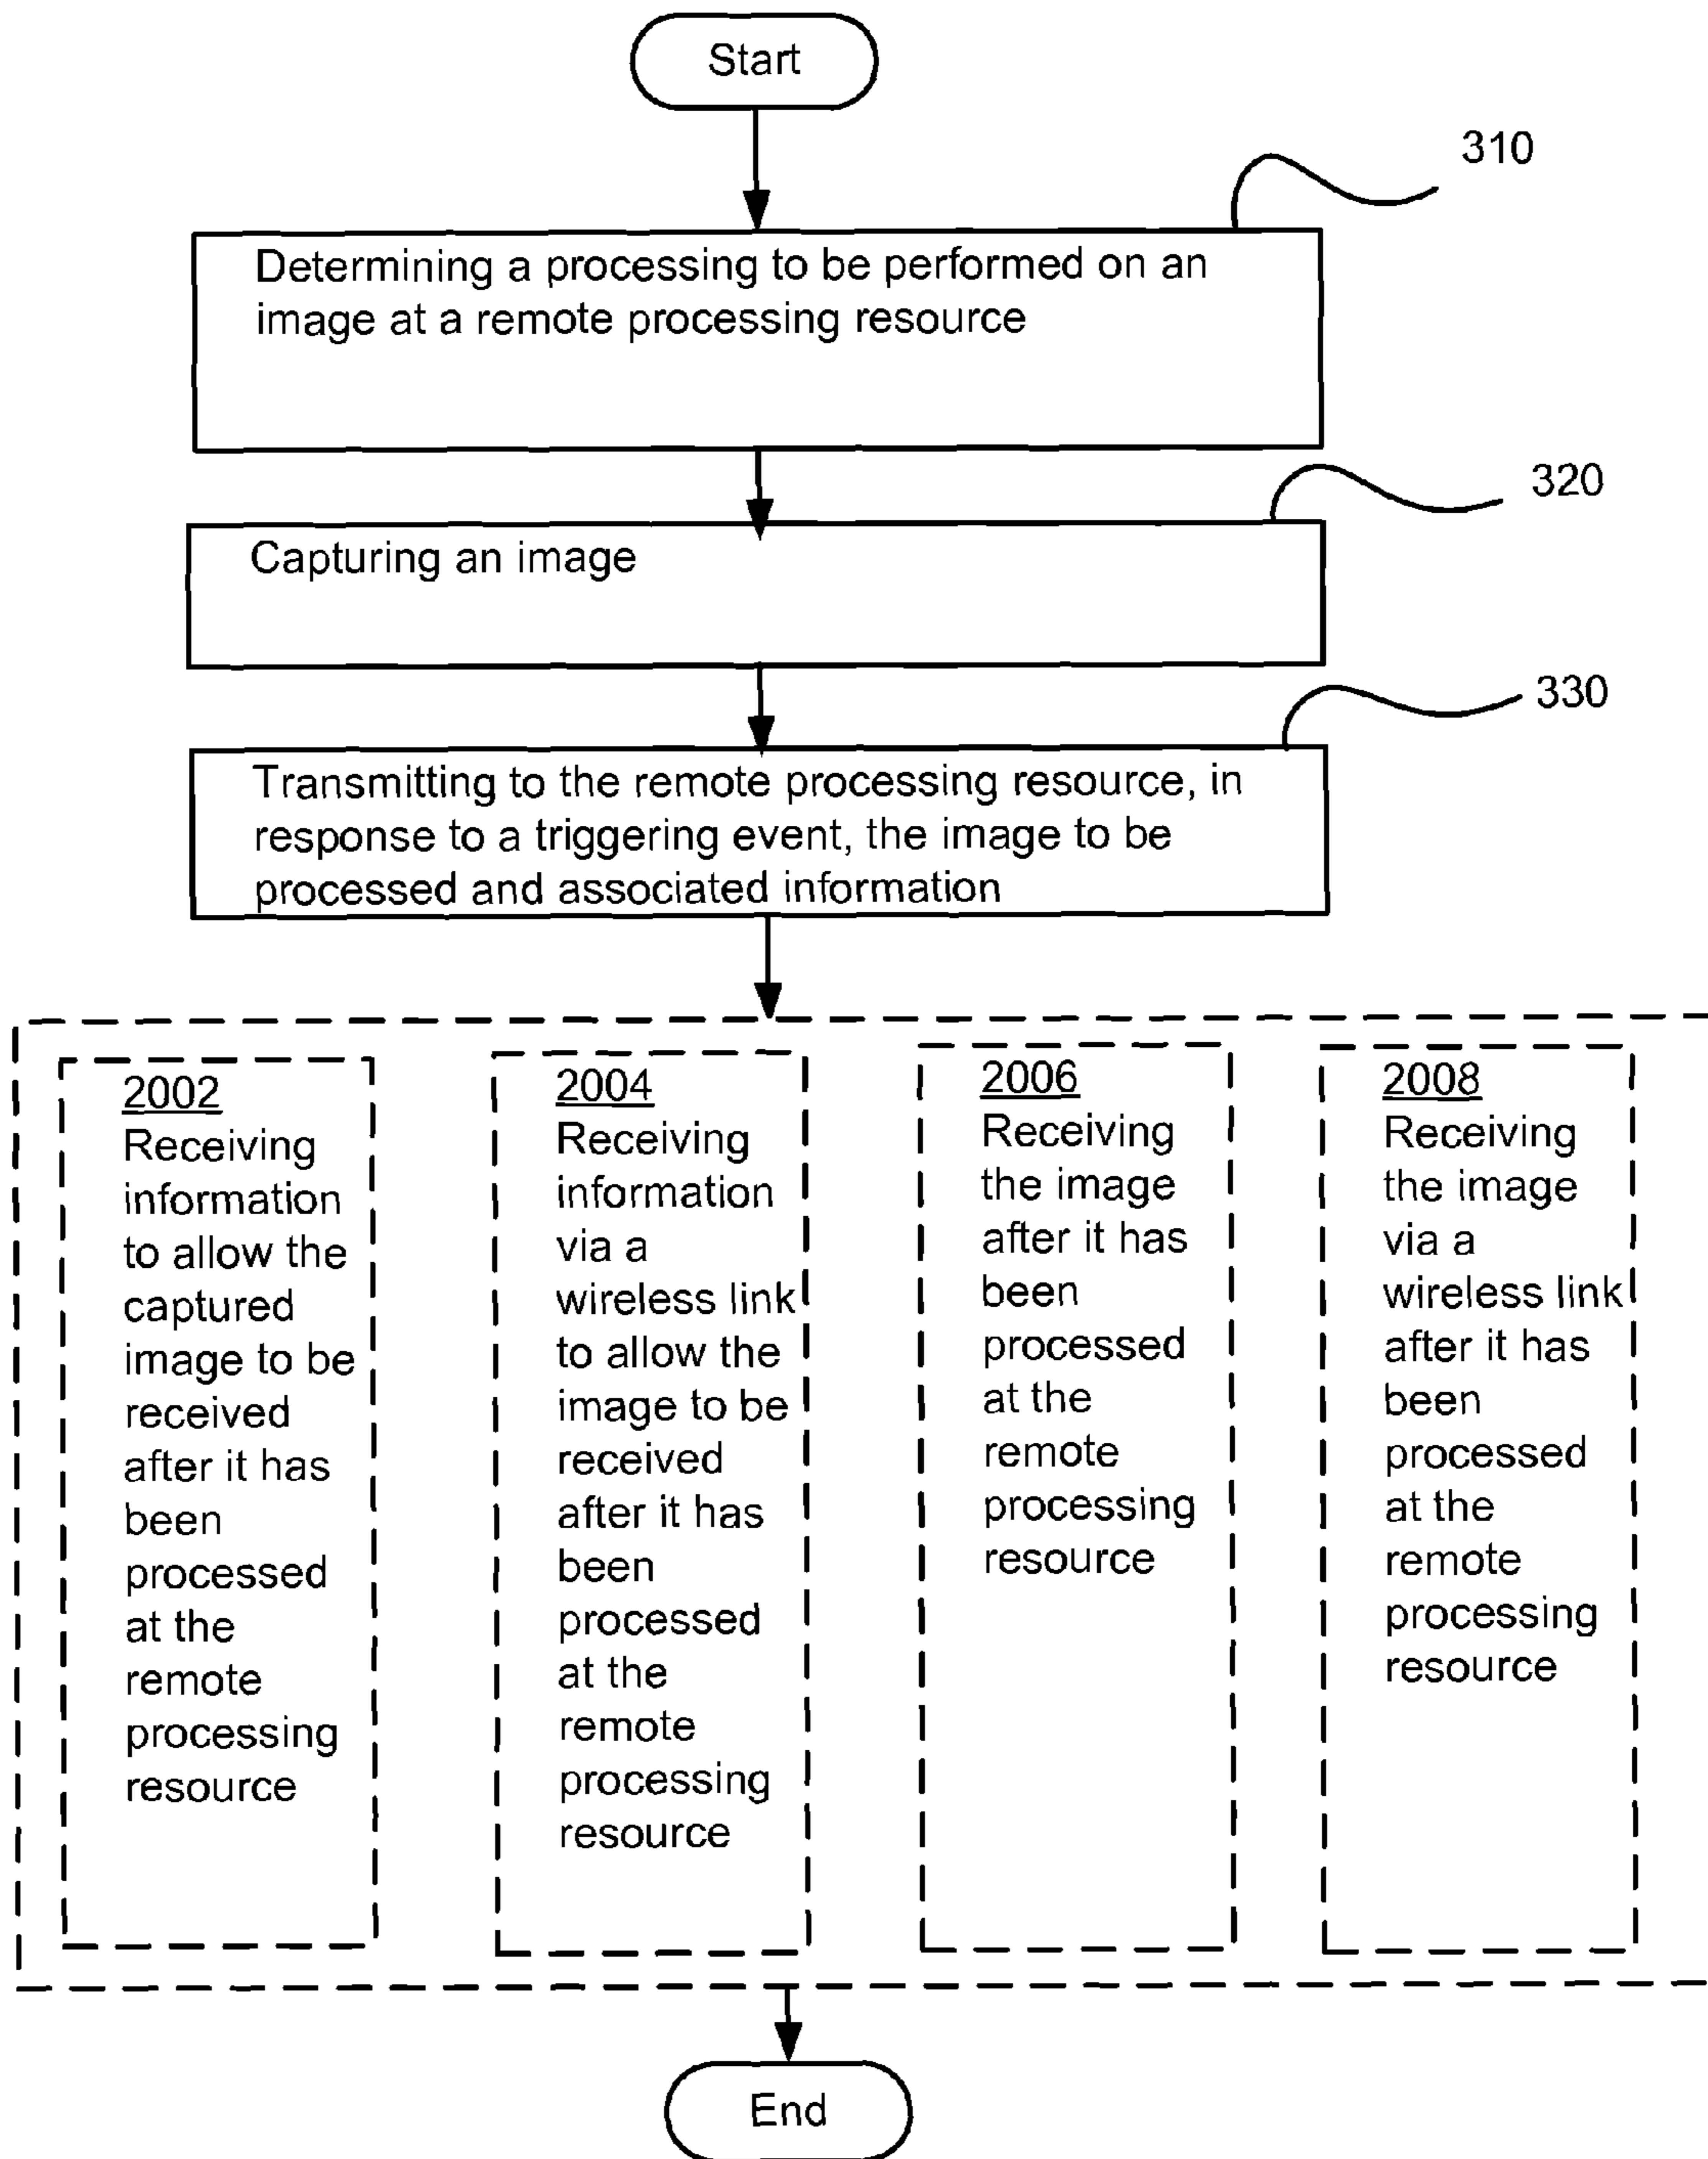 Start
310
Determining a processing to be performed on an
image at a remote processing resource
320
Capturing an image
330
Transmitting to the remote processing resource, in
response to a triggering event, the image to be
processed and associated information
2002
Receiving
information
to allow the
captured
image to be
received
after it has
been
processed
at the
remote
processing
resource
2004
Receiving
information
via a
wireless link
to allow the
image to be
received
after it has
been
processed
at the
remote
processing
resource
2006
Receiving
the image
after it has
been
processed
at the
remote
processing
resource
2008
Receiving
the image
via a
wireless link
after it has
been
processed
at the
remote
processing
resource
End